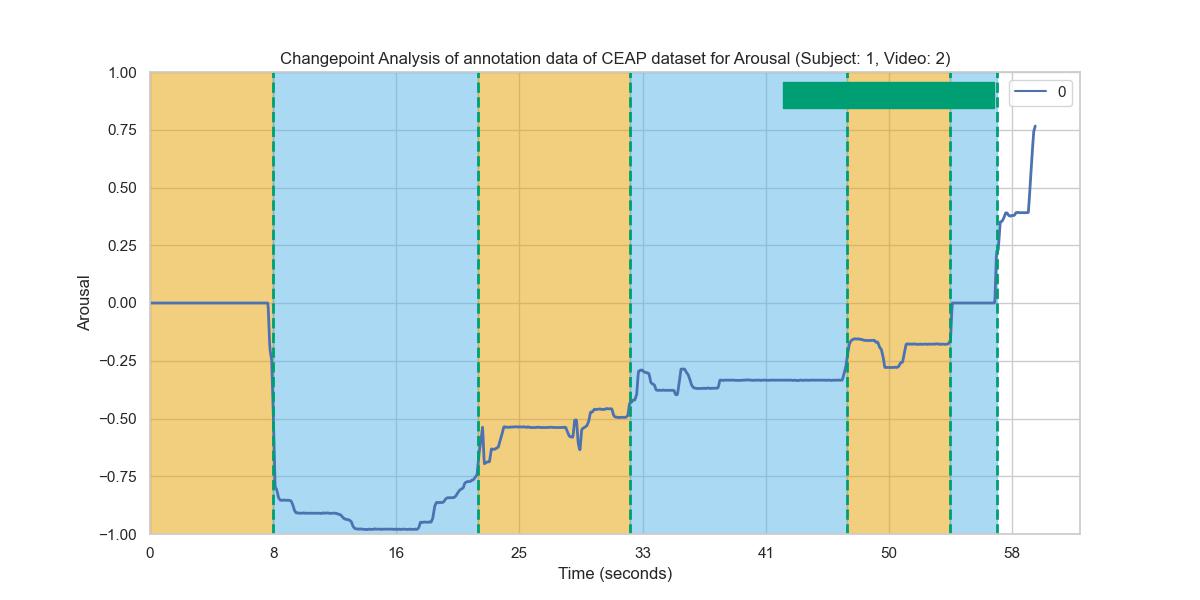 Changepoint Analysis of annotation data of CEAP dataset for Arousal (Subject: 1, Video: 2)
1.00
0
0.75
0.50
0.25
0.00
Arousal
−0.25
−0.50
−0.75
−1.00
0 8 16 25 33 41 50 58
Time (seconds)